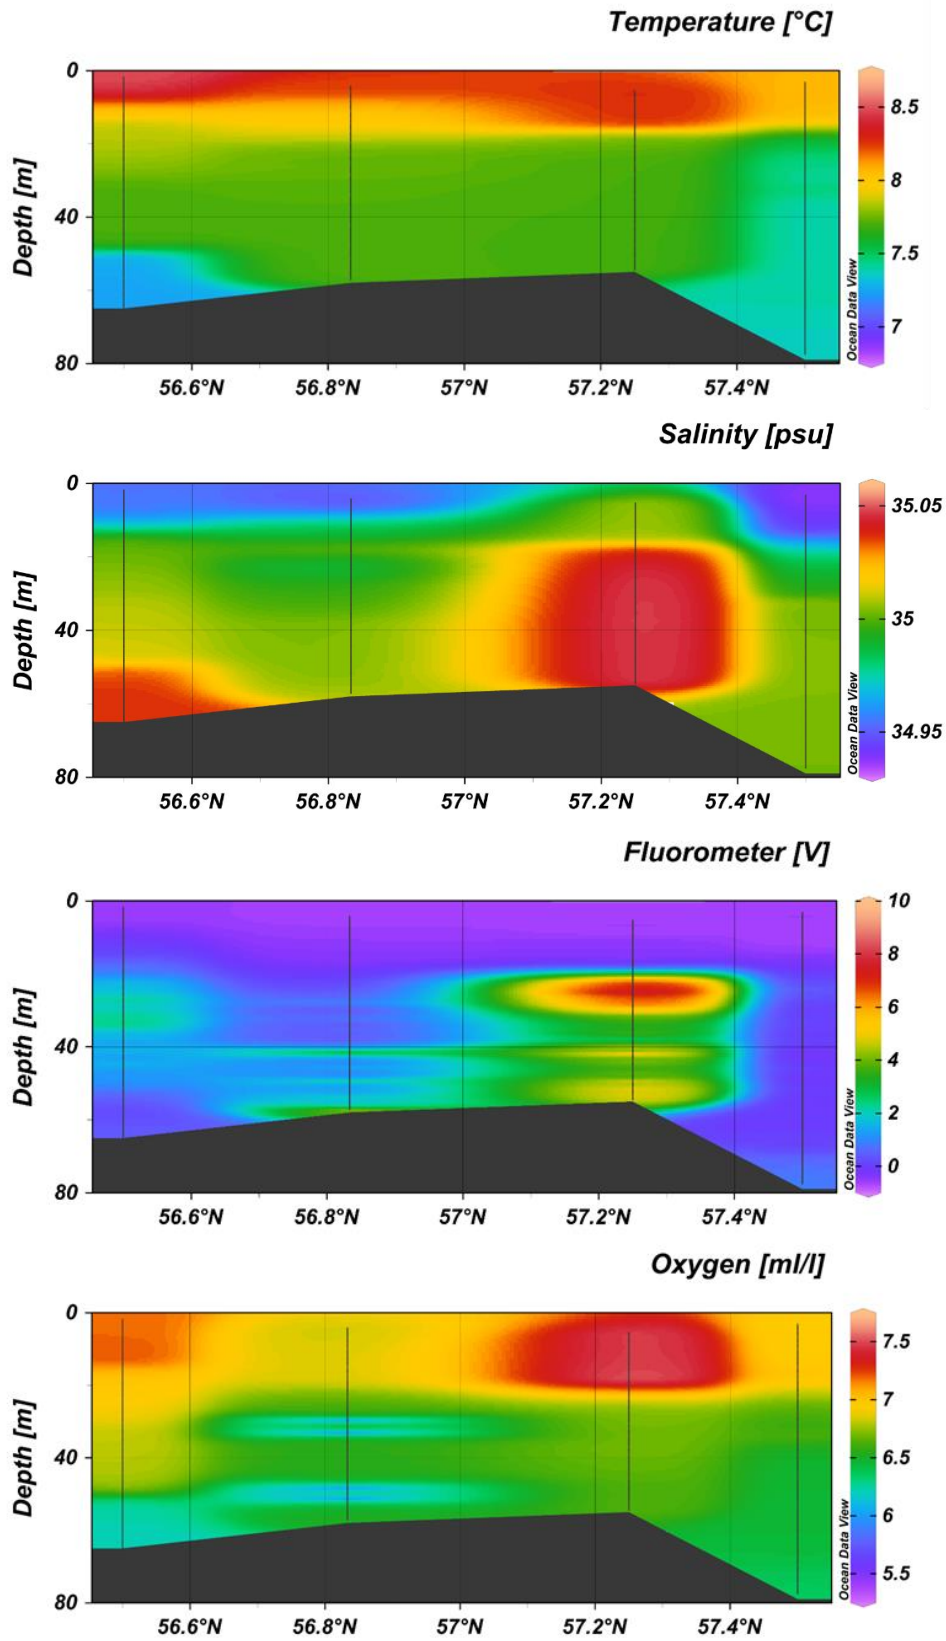 Temperature [°C]
0
40
80
Depth [m]
56.6°N 56.8°N 57°N 57.2°N 57.4°N
8.5
8
7.5
7
Ocean Data View
Salinity [psu]
0
40
80
Depth [m]
56.6°N 56.8°N 57°N 57.2°N 57.4°N
35.05
35
34.95
Ocean Data View
Fluorometer [V]
0
40
80
Depth [m]
56.6°N 56.8°N 57°N 57.2°N 57.4°N
10
8
6
4
2
0
Ocean Data View
Oxygen [ml/l]
0
40
80
Depth [m]
56.6°N 56.8°N 57°N 57.2°N 57.4°N
7.5
7
6.5
6
5.5
Ocean Data View